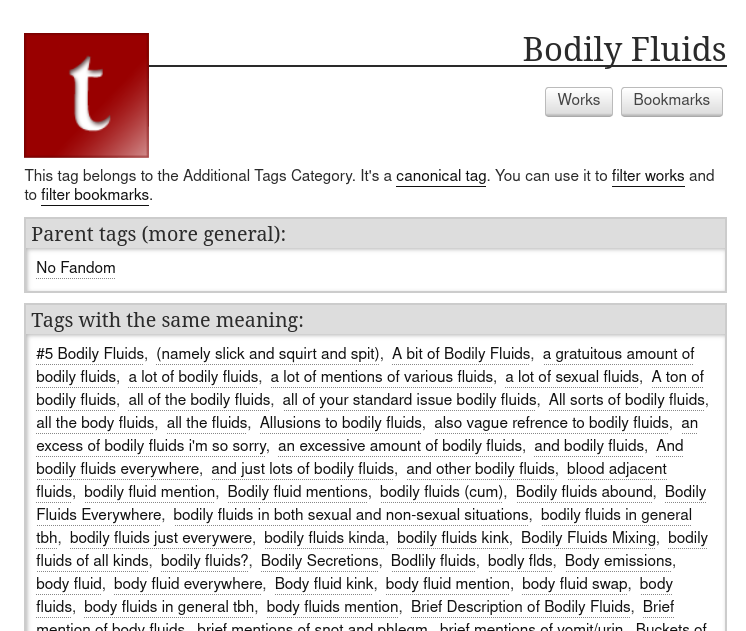 Bodily Fluids
t
Works Bookmarks
This tag belongs to the Additional Tags Category. It's a canonical tag. You can use it to filter works and
to filter bookmarks.
Parent tags (more general):
No Fandom
Tags with the same meaning:
#5 Bodily Fluids, (namely slick and squirt and spit), A bit of Bodily Fluids, a gratuitous amount of
bodily fluids, a lot of bodily fluids, a lot of mentions of various fluids, a lot of sexual fluids, A ton of
bodily fluids, all of the bodily fluids, all of your standard issue bodily fluids, All sorts of bodily fluids,
all the body fluids, all the fluids, Allusions to bodily fluids, also vague refrence to bodily fluids, an
excess of bodily fluids i'm so sorry, an excessive amount of bodily fluids, and bodily fluids, And
bodily fluids everywhere, and just lots of bodily fluids, and other bodily fluids, blood adjacent
fluids, bodily fluid mention, Bodily fluid mentions, bodily fluids (cum), Bodily fluids abound, Bodily
Fluids Everywhere, bodily fluids in both sexual and non-sexual situations, bodily fluids in general
tbh, bodily fluids just everywere, bodily fluids kinda, bodily fluids kink, Bodily Fluids Mixing, bodily
fluids of all kinds, bodily fluids?, Bodily Secretions, Bodlily fluids, bodly flds, Body emissions,
body fluid, body fluid everywhere, Body fluid kink, body fluid mention, body fluid swap, body
fluids, body fluids in general tbh, body fluids mention, Brief Description of Bodily Fluids, Brief
mention of body fluids, brief mentions of snot and phlegm, brief mentions of vomit/urin, Buckets of